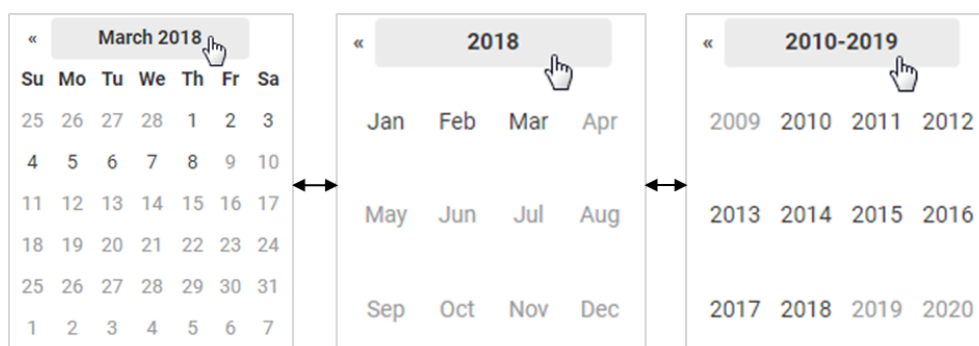 « March 2018
Su Mo Tu We Th Fr Sa
25 26 27 28 1 2 3
4 5 6 7 8 9 10
11 12 13 14 15 16 17
18 19 20 21 22 23 24
25 26 27 28 29 30 31
1 2 3 4 5 6 7
« 2018
Jan Feb Mar Apr
May Jun Jul Aug
Sep Oct Nov Dec
« 2010-2019
2009 2010 2011 2012
2013 2014 2015 2016
2017 2018 2019 2020